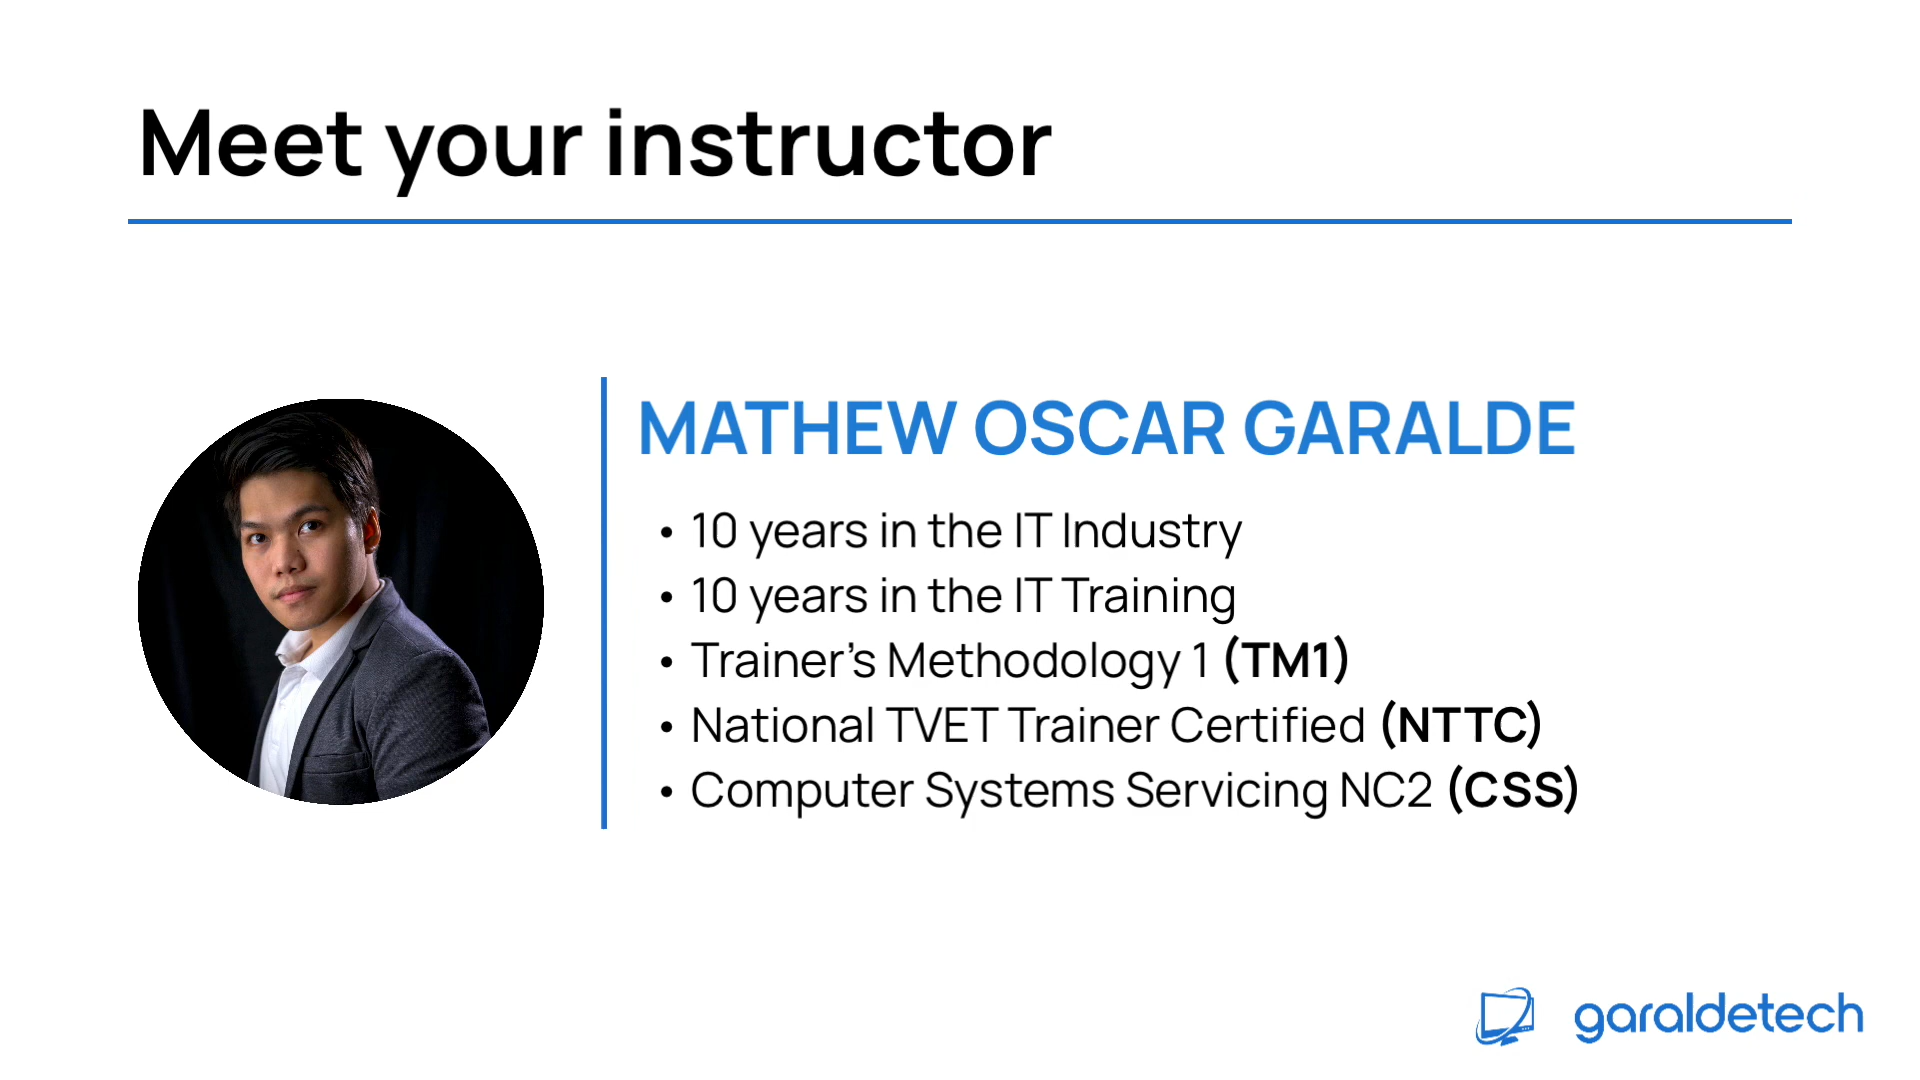 Meet your instructor
MATHEW OSCAR GARALDE
• 10 years in the IT Industry
• 10 years in the IT Training
• Trainer’s Methodology 1 (TM1)
• National TVET Trainer Certified (NTTC)
• Computer Systems Servicing NC2 (CSS)
garaldetech